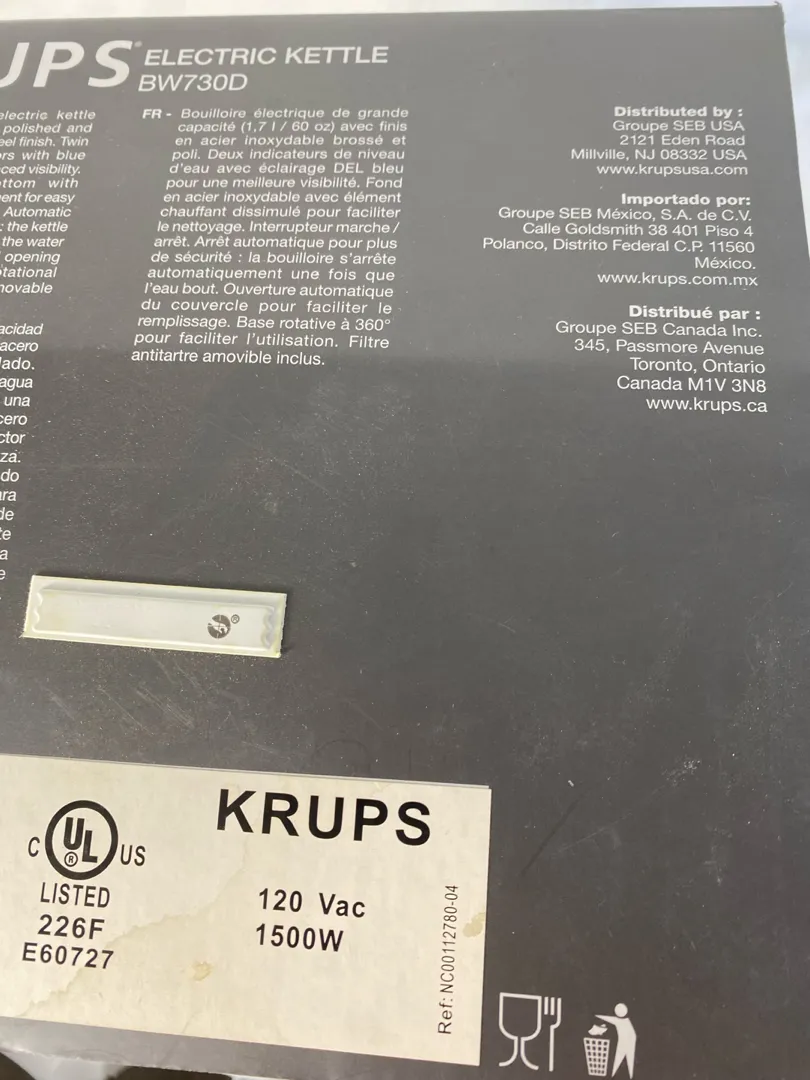 UPS® ELECTRIC KETTLE
BW730D
electric kettle
polished and
eel finish. Twin
rs with blue
ced visibility.
ttom with
ent for easy
Automatic
: the kettle
the water
opening
otational
movable
acidad
acero
lado.
agua
una
cero
ctor
za.
do
ara
de
te
a
e
FR - Bouilloire électrique de grande
capacité (1,7 l / 60 oz) avec finis
en acier inoxydable brossé et
poli. Deux indicateurs de niveau
d'eau avec éclairage DEL bleu
pour une meilleure visibilité. Fond
en acier inoxydable avec élément
chauffant dissimulé pour faciliter
le nettoyage. Interrupteur marche /
arrêt. Arrêt automatique pour plus
de sécurité : la bouilloire s'arrête
automatiquement une fois que
l'eau bout. Ouverture automatique
du couvercle pour faciliter le
remplissage. Base rotative à 360°
pour faciliter l'utilisation. Filtre
antitartre amovible inclus.
Distributed by :
Groupe SEB USA
2121 Eden Road
Millville, NJ 08332 USA
www.krupsusa.com
Importado por:
Groupe SEB México, S.A. de C.V.
Calle Goldsmith 38 401 Piso 4
Polanco, Distrito Federal C.P. 11560
México.
www.krups.com.mx
Distribué par :
Groupe SEB Canada Inc.
345, Passmore Avenue
Toronto, Ontario
Canada M1V 3N8
www.krups.ca
®
C UL® US
LISTED
226F
E60727
KRUPS
120 Vac
1500W
Ref: NC00112780-04